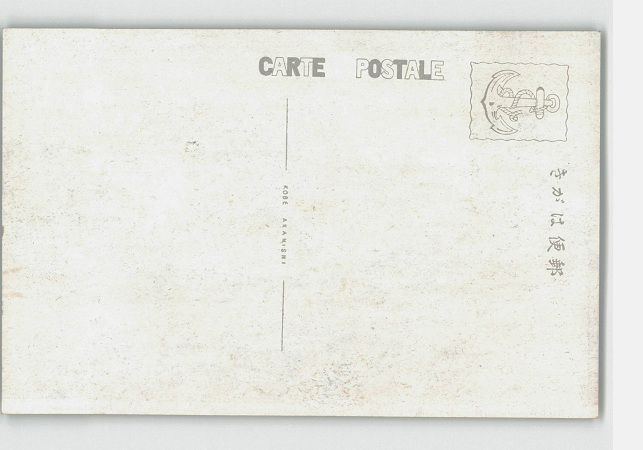 CARTE POSTALE
きがは便郵
KOBE AKANISHI